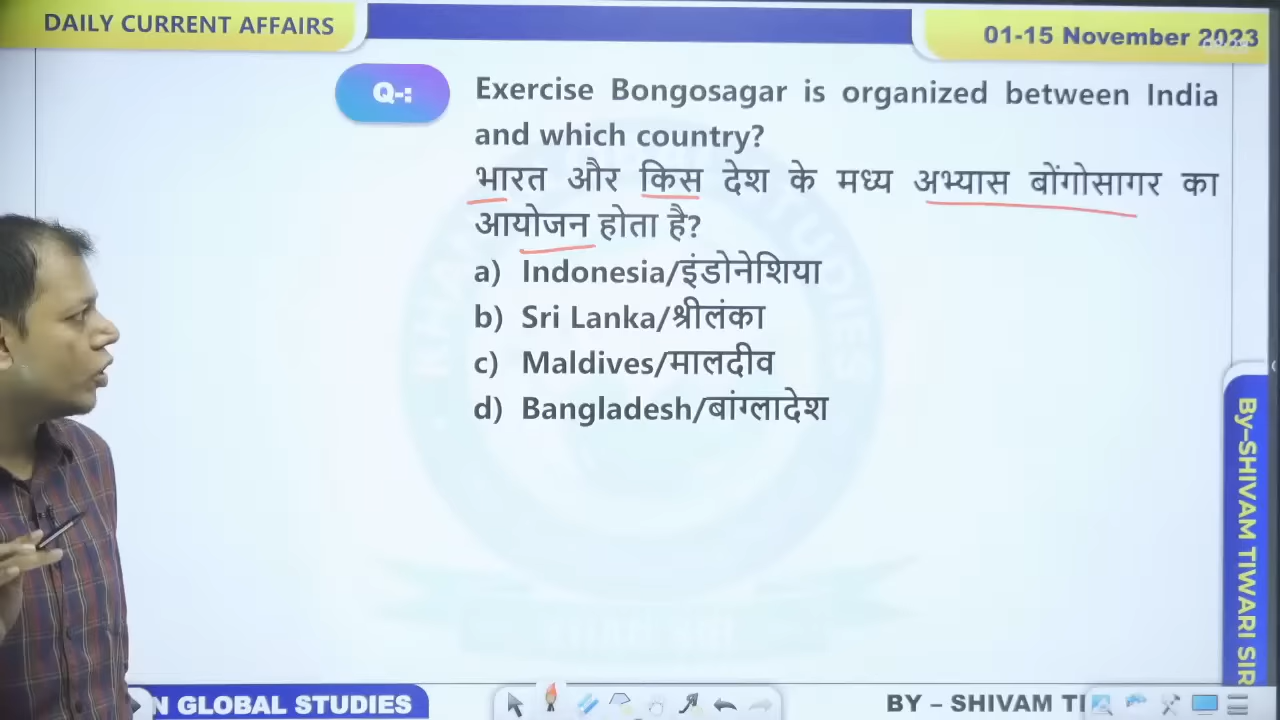 DAILY CURRENT AFFAIRS
01-15 November 2023
Q-:
Exercise Bongosagar is organized between India
and which country?
भारत और किस देश के मध्य अभ्यास बोंगोसागर का
आयोजन होता है?
a) Indonesia/इंडोनेशिया
b) Sri Lanka/श्रीलंका
c) Maldives/मालदीव
d) Bangladesh/बांग्लादेश
By-SHIVAM TIWARI SIR
N GLOBAL STUDIES
BY – SHIVAM TI